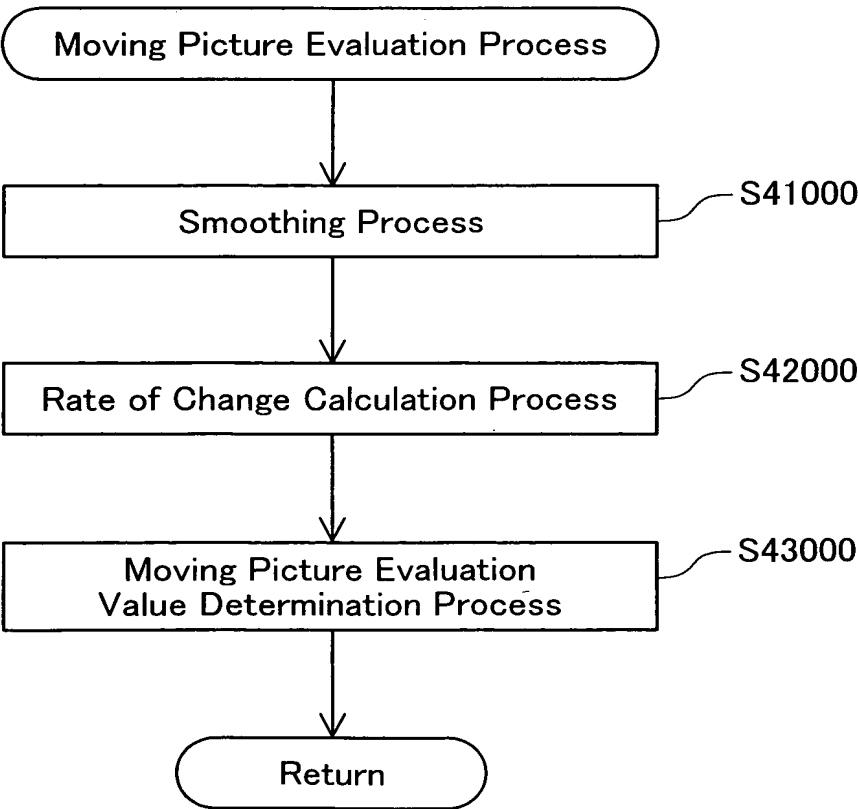 Moving Picture Evaluation Process
S41000
Smoothing Process
S42000
Rate of Change Calculation Process
S43000
Moving Picture Evaluation
Value Determination Process
Return